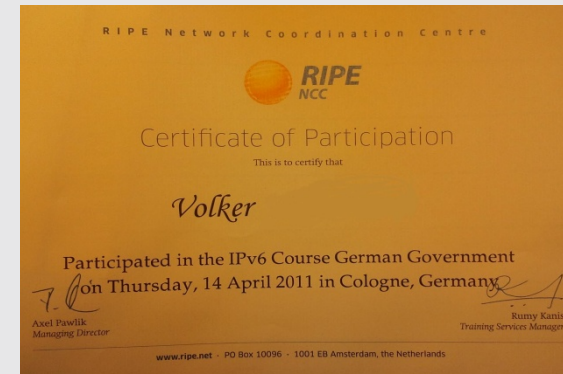 RIPE Network Coordination Centre
RIPE
NCC
Certificate of Participation
This is to certify that
Volker
Participated in the IPv6 Course German Government
on Thursday, 14 April 2011 in Cologne, Germany
Axel Pawlik
Managing Director
Rumy Kanis
Training Services Manager
www.ripe.net - PO Box 10096 - 1001 EB Amsterdam, the Netherlands